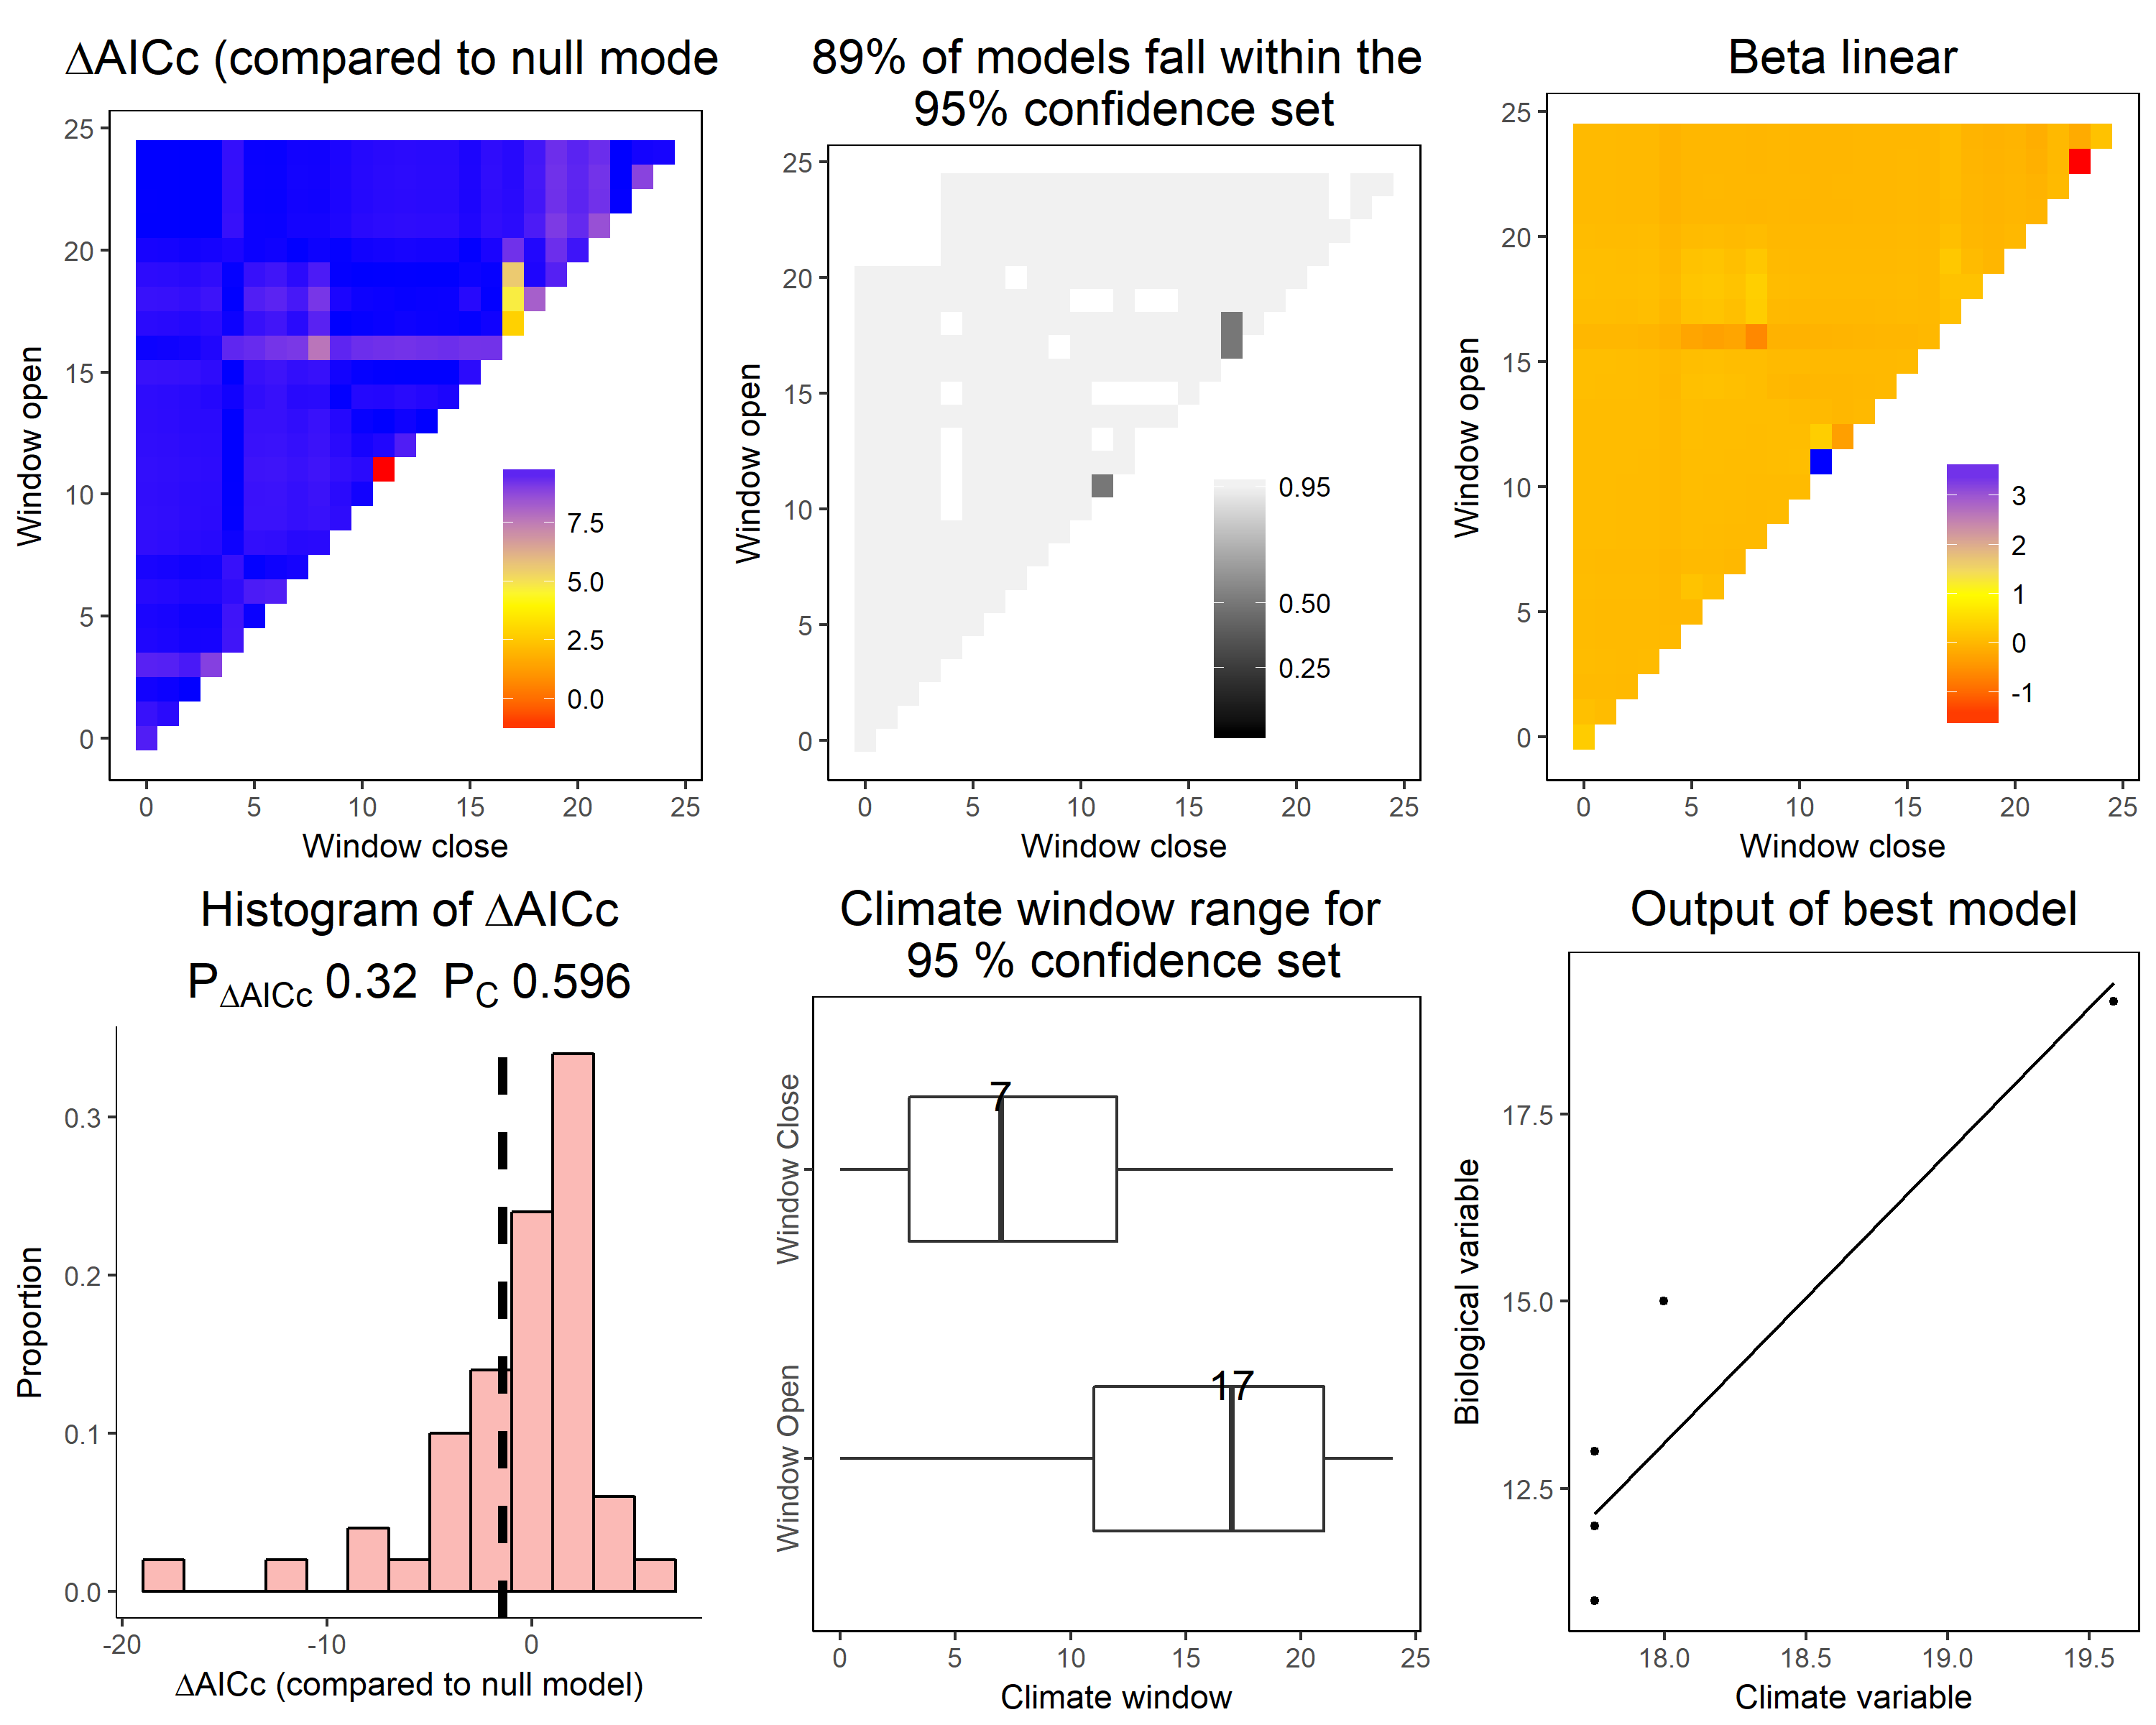 ΔAICc (compared to null mode
25
20
15
10
5
0
Window open
0 5 10 15 20 25
Window close
7.5
5.0
2.5
0.0
89% of models fall within the
95% confidence set
25
20
15
10
5
0
Window open
0 5 10 15 20 25
Window close
0.95
0.50
0.25
Beta linear
25
20
15
10
5
0
Window open
0 5 10 15 20 25
Window close
3
2
1
0
-1
Histogram of ΔAICc
PΔAICc 0.32 PC 0.596
0.3
0.2
0.1
0.0
Proportion
-20 -10 0
ΔAICc (compared to null model)
Climate window range for
95 % confidence set
Window Close
7
Window Open
17
0 5 10 15 20 25
Climate window
Output of best model
17.5
15.0
12.5
Biological variable
18.0 18.5 19.0 19.5
Climate variable